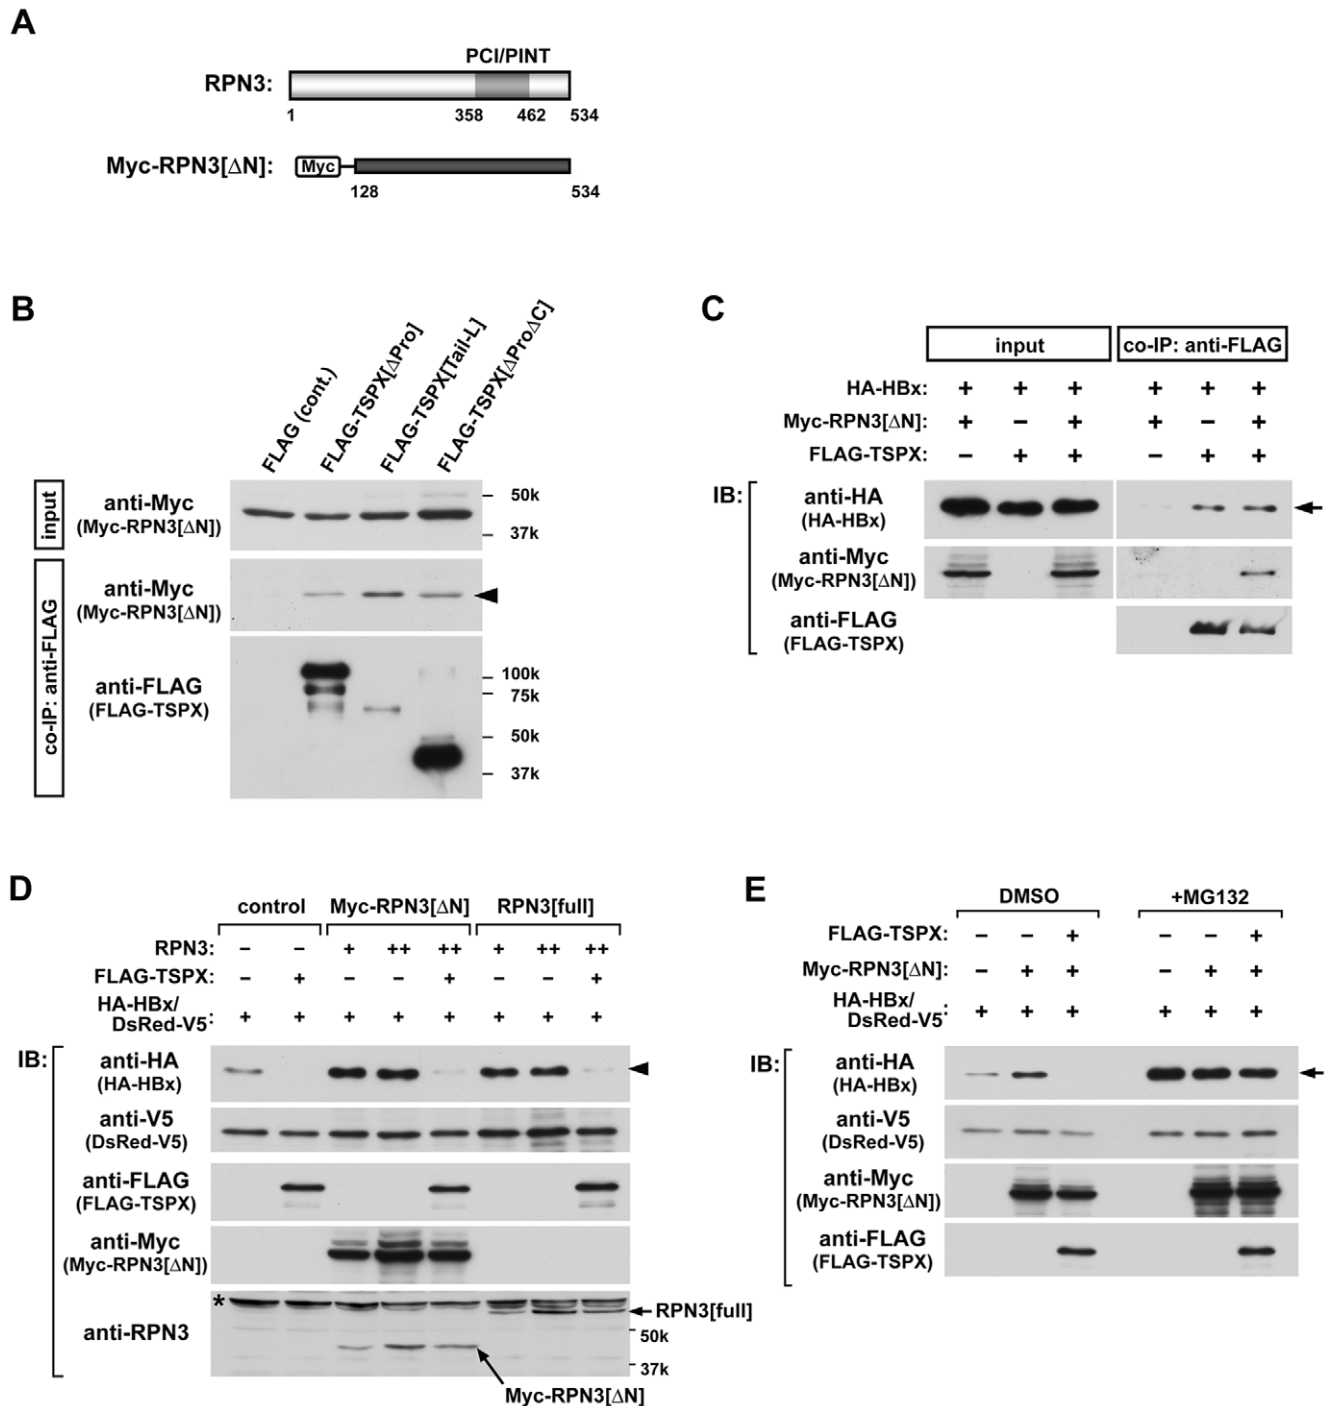 A
PCI/PINT
RPN3:
1 358 462 534
Myc-RPN3[ΔN]: Myc
128 534
B
FLAG (cont.)
FLAG-TSPX[ΔPro]
FLAG-TSPX[Tail-L]
FLAG-TSPX[ΔProΔC]
input
anti-Myc
(Myc-RPN3[ΔN])
50k
37k
co-IP: anti-FLAG
anti-Myc
(Myc-RPN3[ΔN])
anti-FLAG
(FLAG-TSPX)
100k
75k
50k
37k
C
input co-IP: anti-FLAG
HA-HBx: + + + + + +
Myc-RPN3[ΔN]: + − + + − +
FLAG-TSPX: − + + − + +
IB:
anti-HA
(HA-HBx)
anti-Myc
(Myc-RPN3[ΔN])
anti-FLAG
(FLAG-TSPX)
D
control Myc-RPN3[ΔN] RPN3[full]
RPN3: − − + ++ ++ + ++ ++
FLAG-TSPX: − + − − + − − +
HA-HBx/
DsRed-V5: + + + + + + + +
IB:
anti-HA
(HA-HBx)
anti-V5
(DsRed-V5)
anti-FLAG
(FLAG-TSPX)
anti-Myc
(Myc-RPN3[ΔN])
*
anti-RPN3
RPN3[full]
50k
37k
Myc-RPN3[ΔN]
E
DMSO +MG132
FLAG-TSPX: − − + − − +
Myc-RPN3[ΔN]: − + + − + +
HA-HBx/
DsRed-V5: + + + + + +
IB:
anti-HA
(HA-HBx)
anti-V5
(DsRed-V5)
anti-Myc
(Myc-RPN3[ΔN])
anti-FLAG
(FLAG-TSPX)